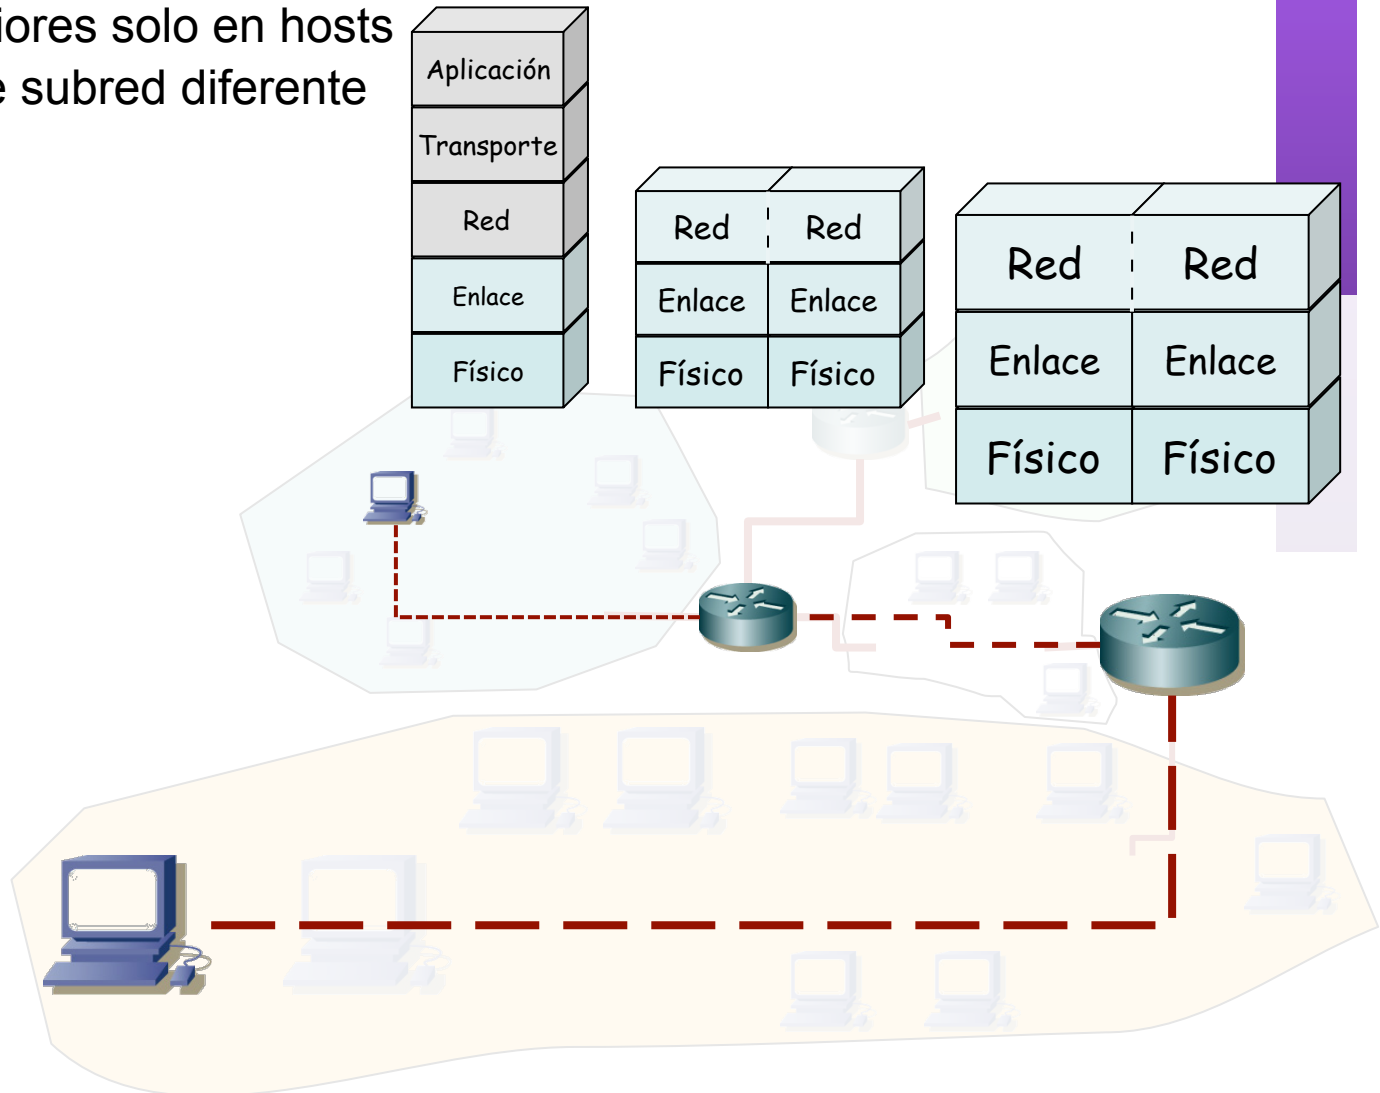 iores solo en hosts
e subred diferente
Aplicación
Transporte
Red
Enlace
Físico
Red Red
Enlace Enlace
Físico Físico
Red Red
Enlace Enlace
Físico Físico